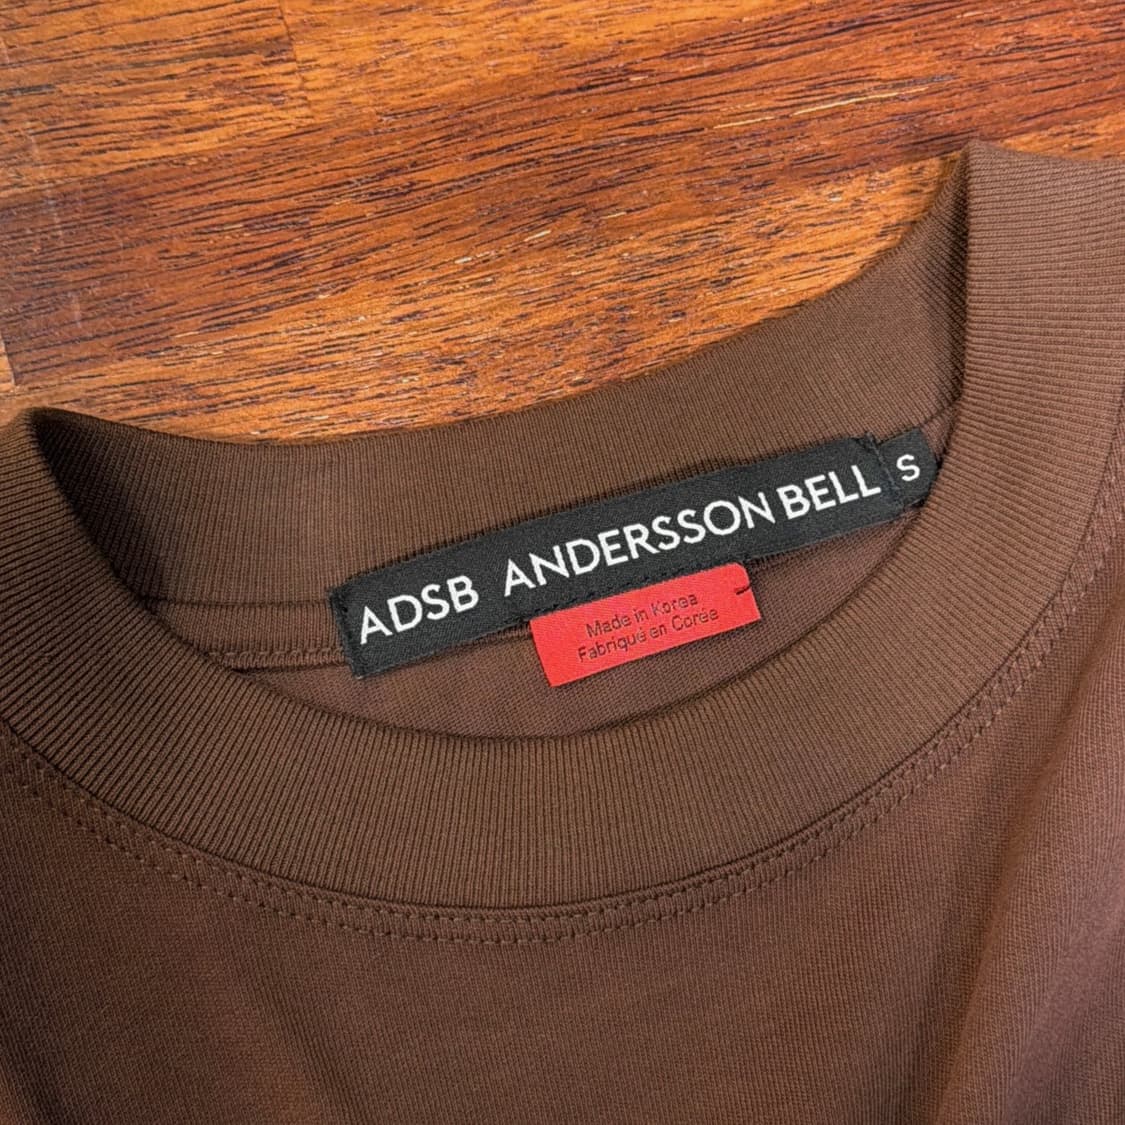 ADSB ANDERSSON BELL S
Made in Korea
Fabriqué en Corée